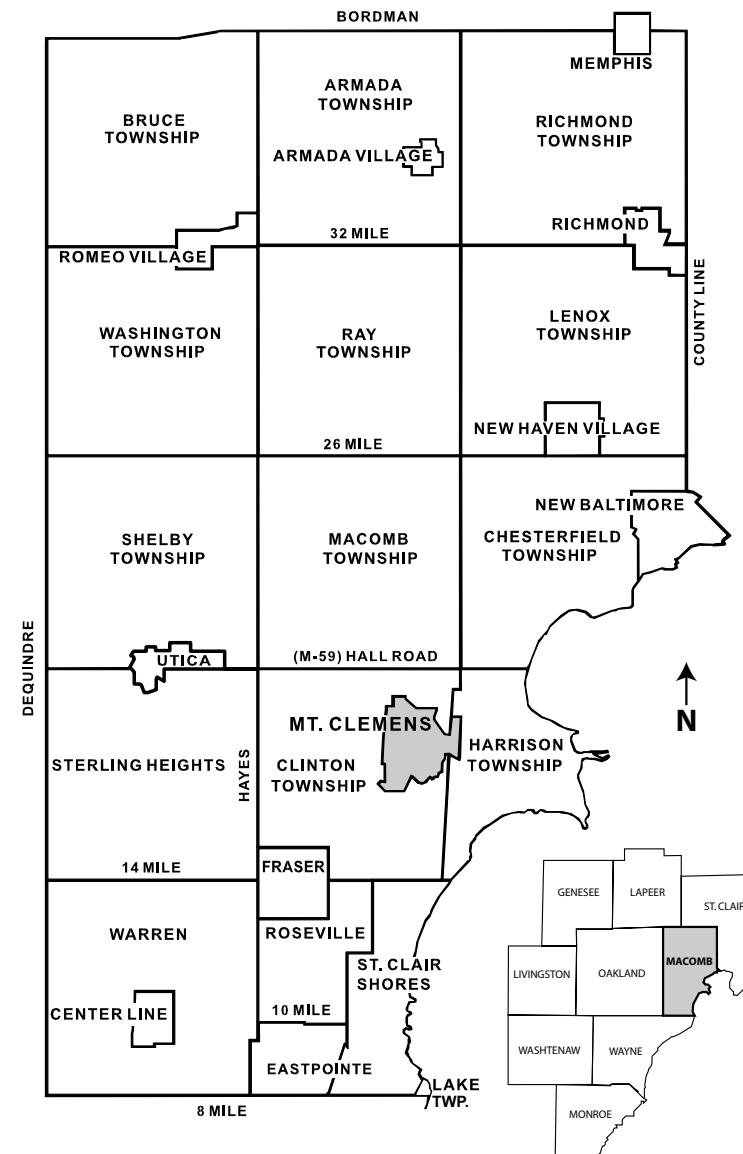 BORDMAN
MEMPHIS
ARMADA
TOWNSHIP
BRUCE
TOWNSHIP
RICHMOND
TOWNSHIP
ARMADA VILLAGE
RICHMOND
32 MILE
ROMEO VILLAGE
COUNTY LINE
WASHINGTON
TOWNSHIP
RAY
TOWNSHIP
LENOX
TOWNSHIP
NEW HAVEN VILLAGE
26 MILE
NEW BALTIMORE
SHELBY
TOWNSHIP
MACOMB
TOWNSHIP
CHESTERFIELD
TOWNSHIP
DEQUINDRE
UTICA
(M-59) HALL ROAD
N
MT. CLEMENS
STERLING HEIGHTS
HAYES
CLINTON
TOWNSHIP
HARRISON
TOWNSHIP
14 MILE
FRASER
WARREN
ROSEVILLE
ST. CLAIR
SHORES
CENTER LINE
10 MILE
EASTPOINTE
LAKE
TWP.
8 MILE
GENESEE
LAPEER
ST. CLAIR
LIVINGSTON
OAKLAND
MACOMB
WASHTENAW
WAYNE
MONROE